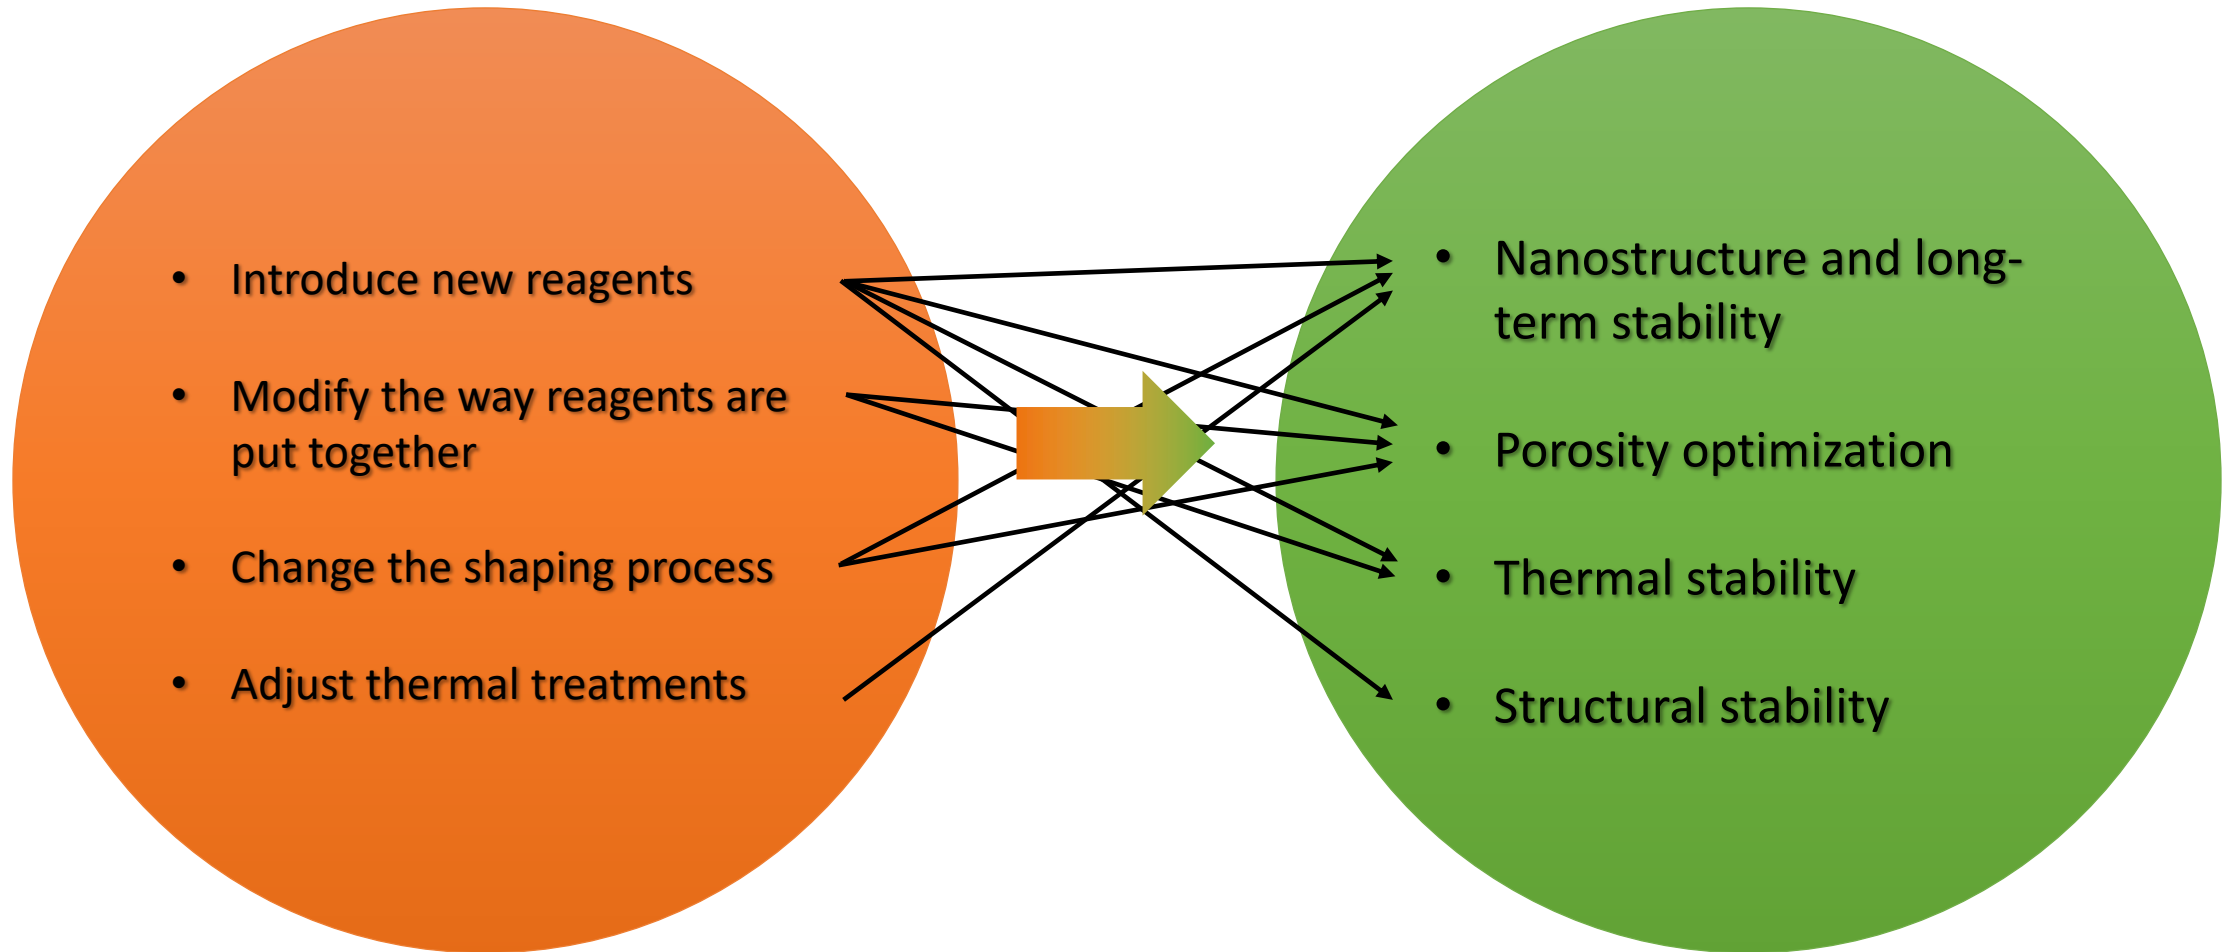 • Introduce new reagents
• Modify the way reagents are
put together
• Change the shaping process
• Adjust thermal treatments
• Nanostructure and long-
term stability
• Porosity optimization
• Thermal stability
• Structural stability